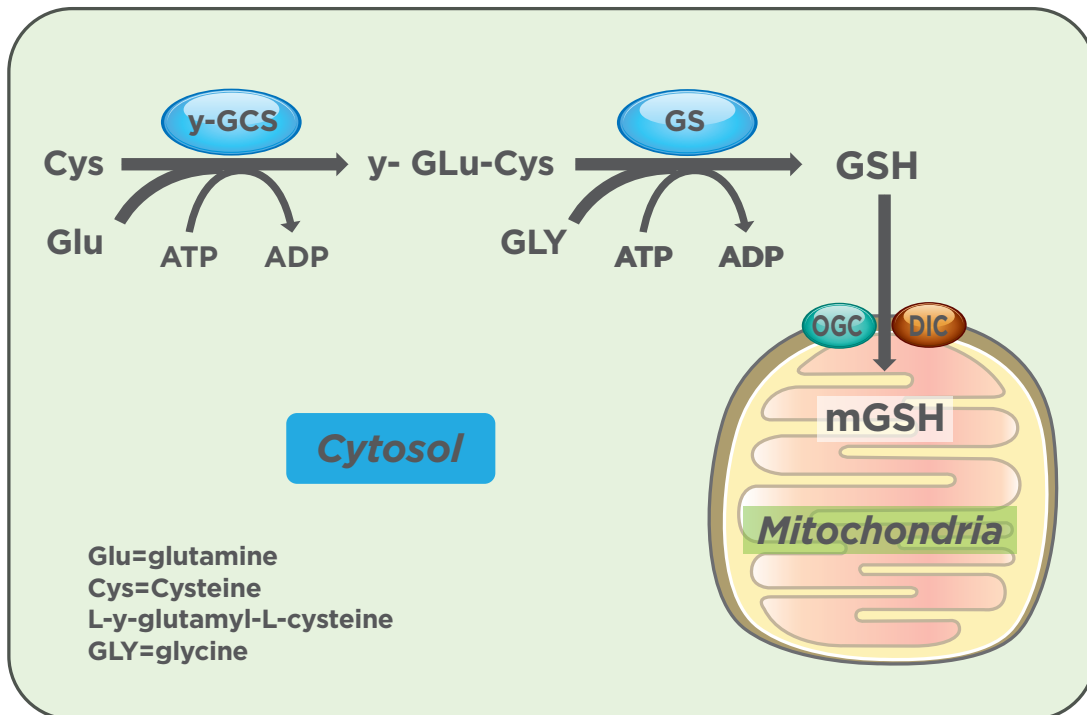 y-GCS
GS
Cys
y- GLu-Cys
GSH
Glu
ATP
ADP
GLY
ATP
ADP
OGC
DIC
mGSH
Cytosol
Mitochondria
Glu=glutamine
Cys=Cysteine
L-y-glutamyl-L-cysteine
GLY=glycine